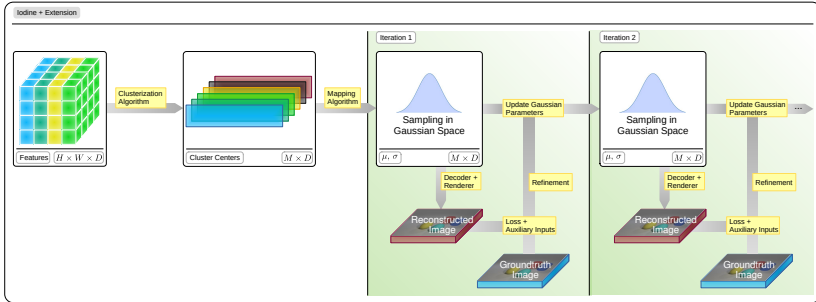 Iodine + Extension
Features
H × W × D
Clusterization
Algorithm
Cluster Centers
M × D
Mapping
Algorithm
Iteration 1
Sampling in
Gaussian Space
μ, σ
M × D
Update Gaussian
Parameters
Decoder +
Renderer
Refinement
Reconstructed
Image
Loss +
Auxiliary Inputs
Groundtruth
Image
Iteration 2
Sampling in
Gaussian Space
μ, σ
M × D
Update Gaussian
Parameters
...
Decoder +
Renderer
Refinement
Reconstructed
Image
Loss +
Auxiliary Inputs
Groundtruth
Image